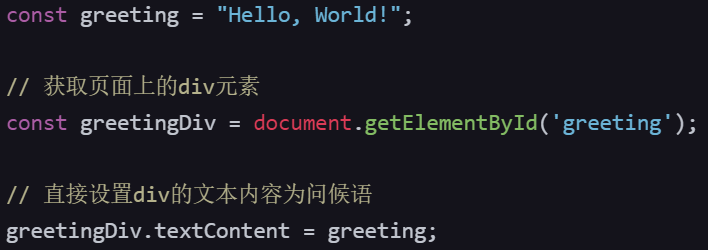 const greeting = "Hello, World!";
// 获取页面上的div元素
const greetingDiv = document.getElementById('greeting');
// 直接设置div的文本内容为问候语
greetingDiv.textContent = greeting;